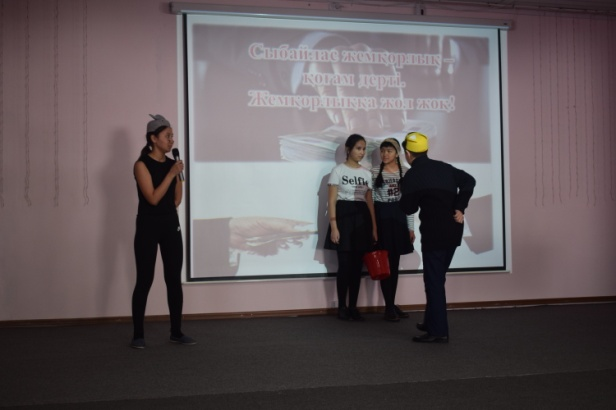 Сыбайлас жемқорлық –
қоғам дерті.
Жемқорлыққа жол жоқ!
Selfie